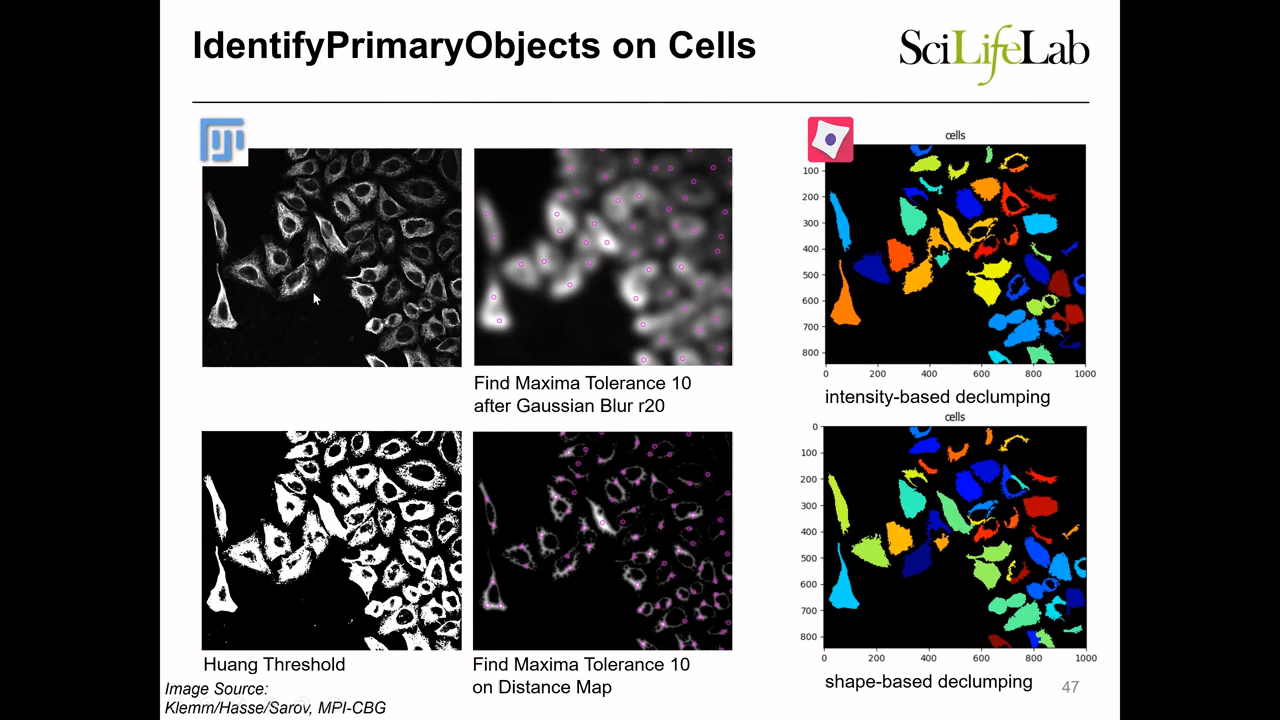 IdentifyPrimaryObjects on Cells
SciLifeLab
cells
100
200
300
400
500
600
700
800
0
200
400
600
800
1000
Find Maxima Tolerance 10
after Gaussian Blur r20
intensity-based declumping
cells
0
100
200
300
400
500
600
700
800
0
200
400
600
800
1000
Huang Threshold
Find Maxima Tolerance 10
on Distance Map
shape-based declumping
47
Image Source:
Klemm/Hasse/Sarov, MPI-CBG